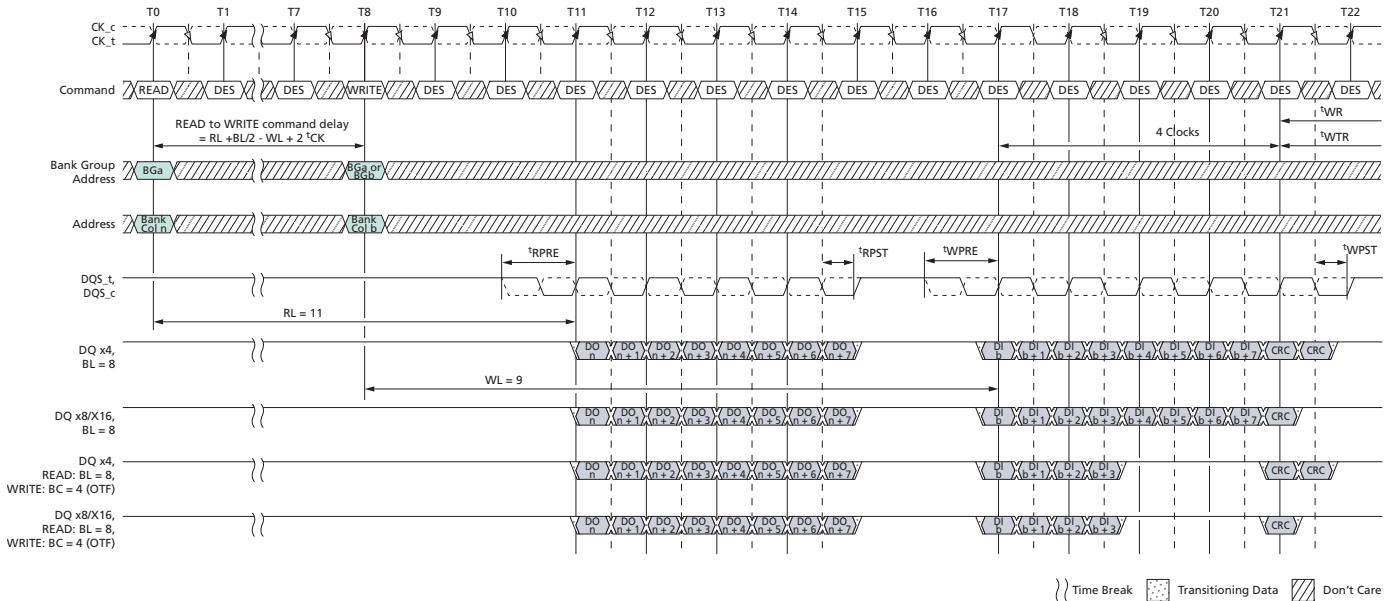 T0 T1 T7 T8 T9 T10 T11 T12 T13 T14 T15 T16 T17 T18 T19 T20 T21 T22
CK_c
CK_t
Command READ DES DES WRITE DES DES DES DES DES DES DES DES DES DES DES DES DES DES
tWR
READ to WRITE command delay
= RL +BL/2 - WL + 2 tCK
4 Clocks
tWTR
Bank Group
Address
BGa
BGa or
BGb
Address
Bank
Col n
Bank
Col b
tRPRE tRPST tWPRE tWPST
DQS_t,
DQS_c
RL = 11
DQ x4,
BL = 8
DO n DO n + 1 DO n + 2 DO n + 3 DO n + 4 DO n + 5 DO n + 6 DO n + 7 DI b DI b + 1 DI b + 2 DI b + 3 DI b + 4 DI b + 5 DI b + 6 DI b + 7 CRC CRC
WL = 9
DQ x8/X16,
BL = 8
DO n DO n + 1 DO n + 2 DO n + 3 DO n + 4 DO n + 5 DO n + 6 DO n + 7 DI b DI b + 1 DI b + 2 DI b + 3 DI b + 4 DI b + 5 DI b + 6 DI b + 7 CRC
DQ x4,
READ: BL = 8,
WRITE: BC = 4 (OTF)
DO n DO n + 1 DO n + 2 DO n + 3 DO n + 4 DO n + 5 DO n + 6 DO n + 7 DI b DI b + 1 DI b + 2 DI b + 3 CRC CRC
DQ x8/X16,
READ: BL = 8,
WRITE: BC = 4 (OTF)
DO n DO n + 1 DO n + 2 DO n + 3 DO n + 4 DO n + 5 DO n + 6 DO n + 7 DI b DI b + 1 DI b + 2 DI b + 3 CRC
Time Break Transitioning Data Don't Care